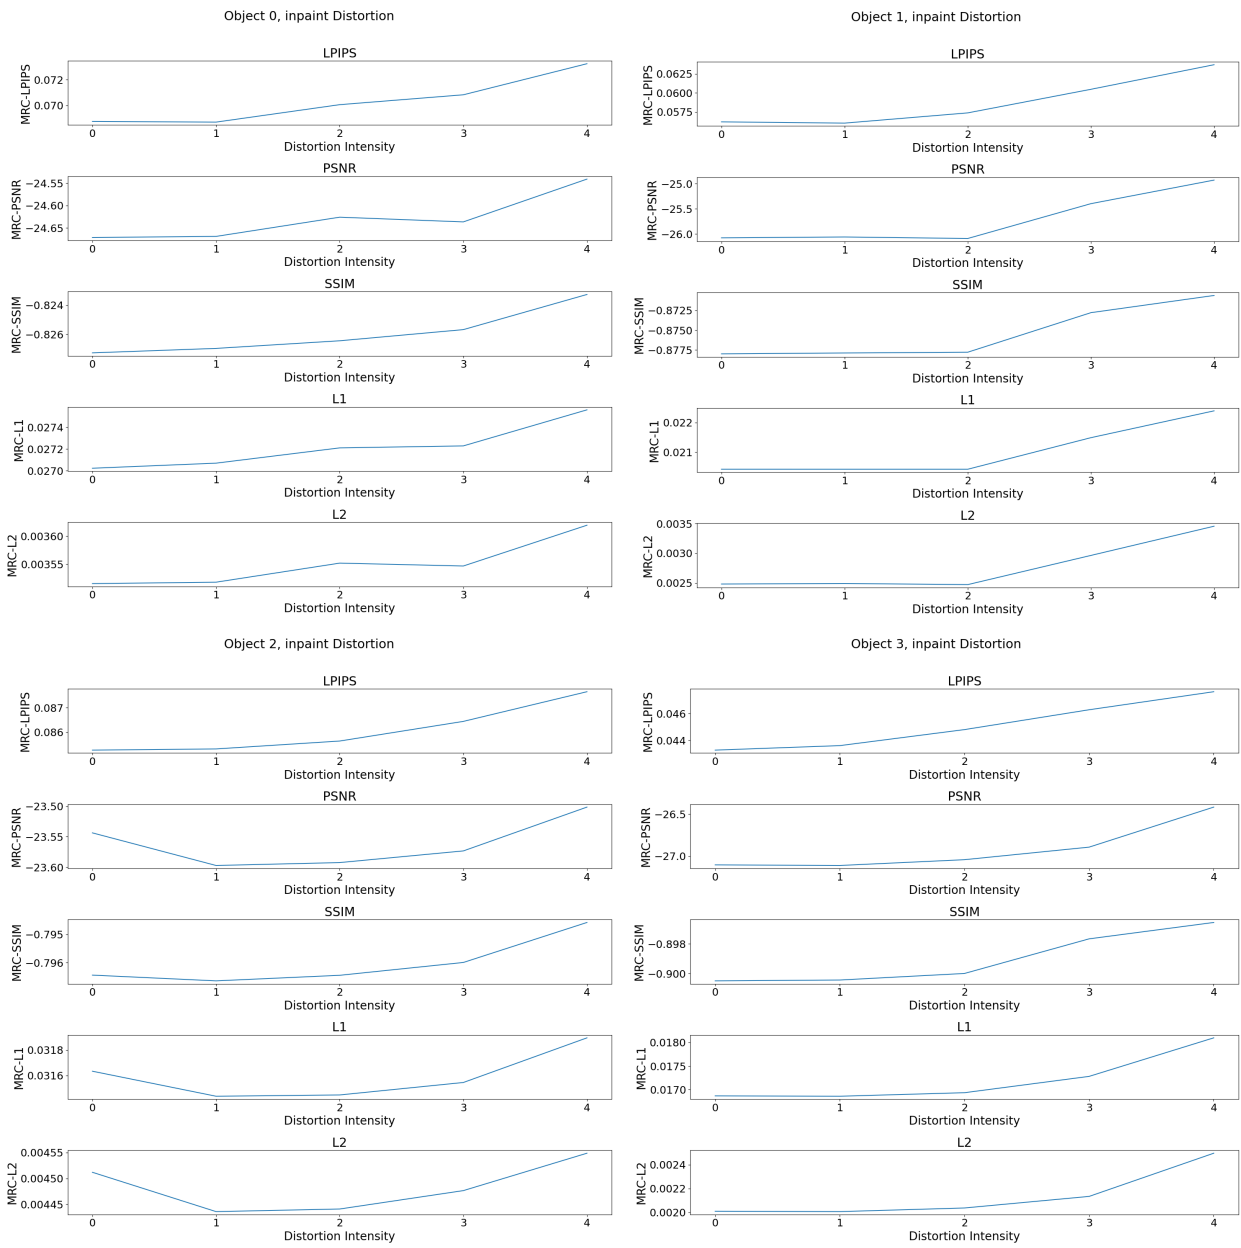 Object 0, inpaint Distortion
LPIPS
MRC-LPIPS
0.072
0.070
0 1 2 3 4
Distortion Intensity
PSNR
MRC-PSNR
−24.55
−24.60
−24.65
0 1 2 3 4
Distortion Intensity
SSIM
MRC-SSIM
−0.824
−0.826
0 1 2 3 4
Distortion Intensity
L1
MRC-L1
0.0274
0.0272
0.0270
0 1 2 3 4
Distortion Intensity
L2
MRC-L2
0.00360
0.00355
0 1 2 3 4
Distortion Intensity
Object 1, inpaint Distortion
LPIPS
MRC-LPIPS
0.0625
0.0600
0.0575
0 1 2 3 4
Distortion Intensity
PSNR
MRC-PSNR
−25.0
−25.5
−26.0
0 1 2 3 4
Distortion Intensity
SSIM
MRC-SSIM
−0.8725
−0.8750
−0.8775
0 1 2 3 4
Distortion Intensity
L1
MRC-L1
0.022
0.021
0 1 2 3 4
Distortion Intensity
L2
MRC-L2
0.0035
0.0030
0.0025
0 1 2 3 4
Distortion Intensity
Object 2, inpaint Distortion
LPIPS
MRC-LPIPS
0.087
0.086
0 1 2 3 4
Distortion Intensity
PSNR
MRC-PSNR
−23.50
−23.55
−23.60
0 1 2 3 4
Distortion Intensity
SSIM
MRC-SSIM
−0.795
−0.796
0 1 2 3 4
Distortion Intensity
L1
MRC-L1
0.0318
0.0316
0 1 2 3 4
Distortion Intensity
L2
MRC-L2
0.00455
0.00450
0.00445
0 1 2 3 4
Distortion Intensity
Object 3, inpaint Distortion
LPIPS
MRC-LPIPS
0.046
0.044
0 1 2 3 4
Distortion Intensity
PSNR
MRC-PSNR
−26.5
−27.0
0 1 2 3 4
Distortion Intensity
SSIM
MRC-SSIM
−0.898
−0.900
0 1 2 3 4
Distortion Intensity
L1
MRC-L1
0.0180
0.0175
0.0170
0 1 2 3 4
Distortion Intensity
L2
MRC-L2
0.0024
0.0022
0.0020
0 1 2 3 4
Distortion Intensity